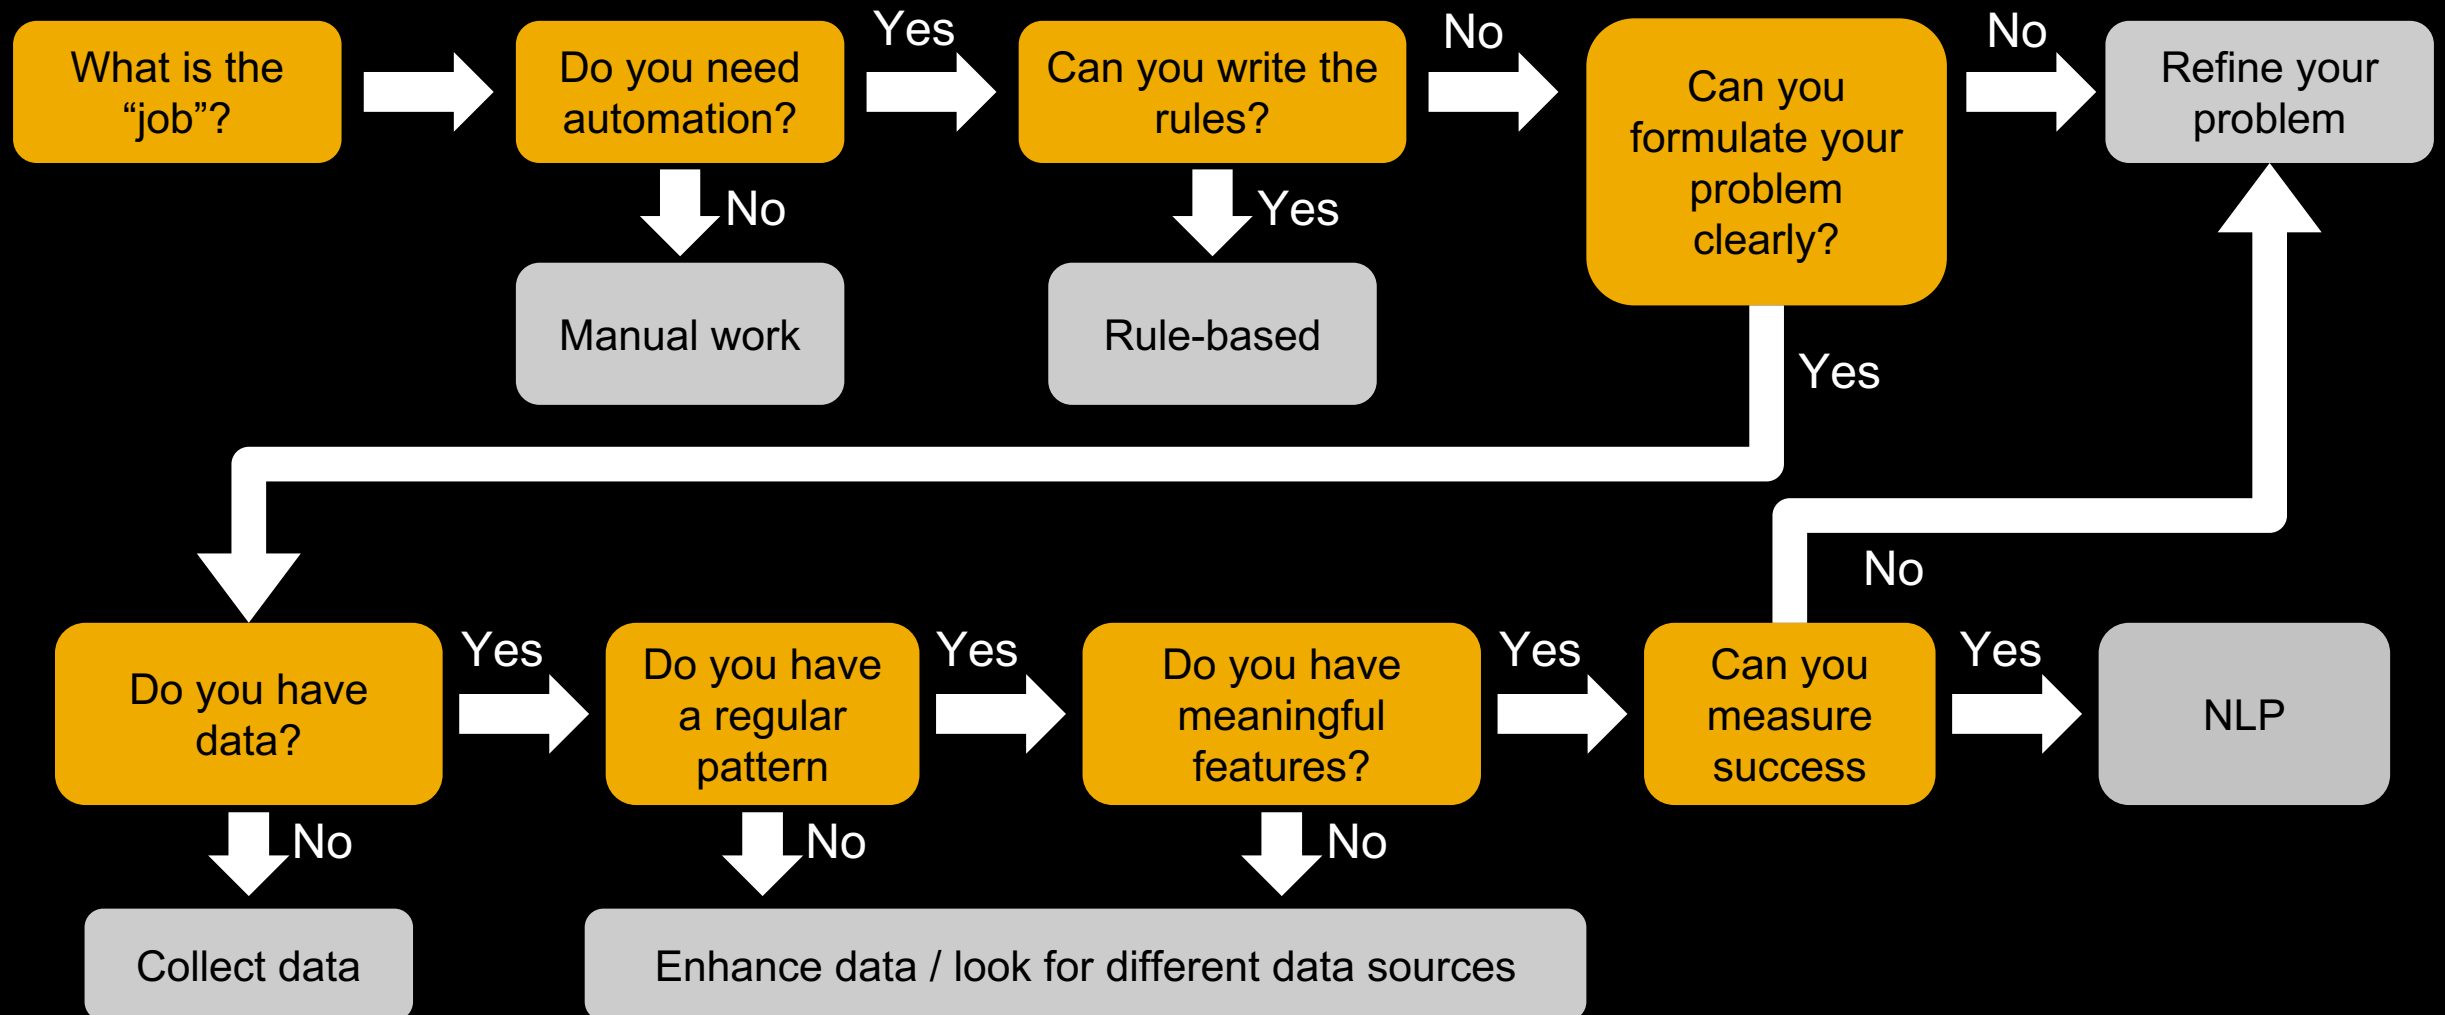 What is the
“job”?
Do you need
automation?
Yes
Can you write the
rules?
No
Can you
formulate your
problem
clearly?
No
Refine your
problem
No
Manual work
Yes
Rule-based
Yes
Do you have
data?
Yes
Do you have
a regular
pattern
Yes
Do you have
meaningful
features?
Yes
Can you
measure
success
No
Yes
NLP
No
Collect data
No
No
Enhance data / look for different data sources